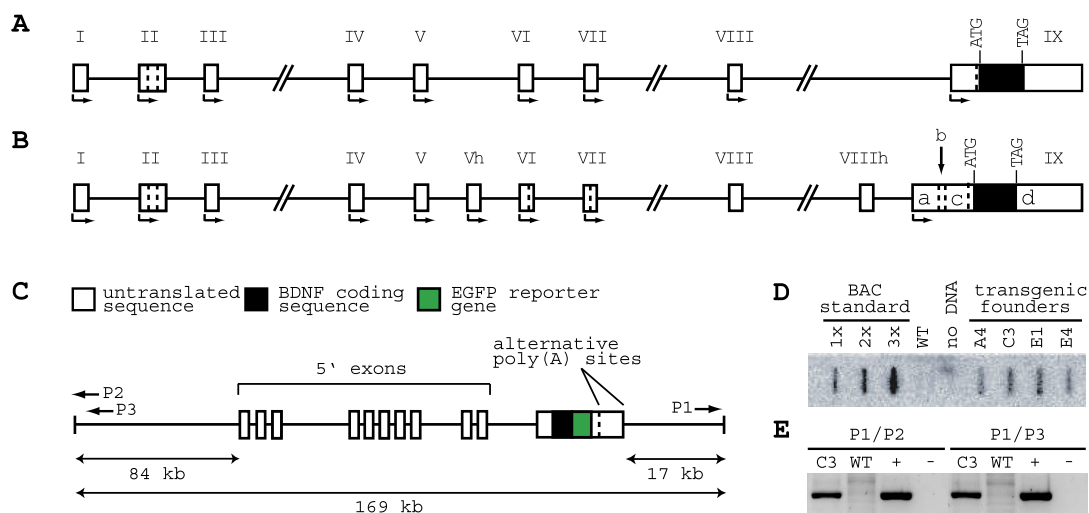 A
I II III IV V VI VII VIII ATG TAG IX
B
I II III IV V Vh VI VII VIII VIIIh b ATG TAG IX
a c d
C
untranslated sequence
BDNF coding sequence
EGFP reporter gene
alternative
poly(A) sites
5' exons
P2
P3
P1
84 kb
17 kb
169 kb
D
BAC standard
transgenic founders
1x 2x 3x WT no DNA A4 C3 E1 E4
E
P1/P2 P1/P3
C3 WT + - C3 WT + -